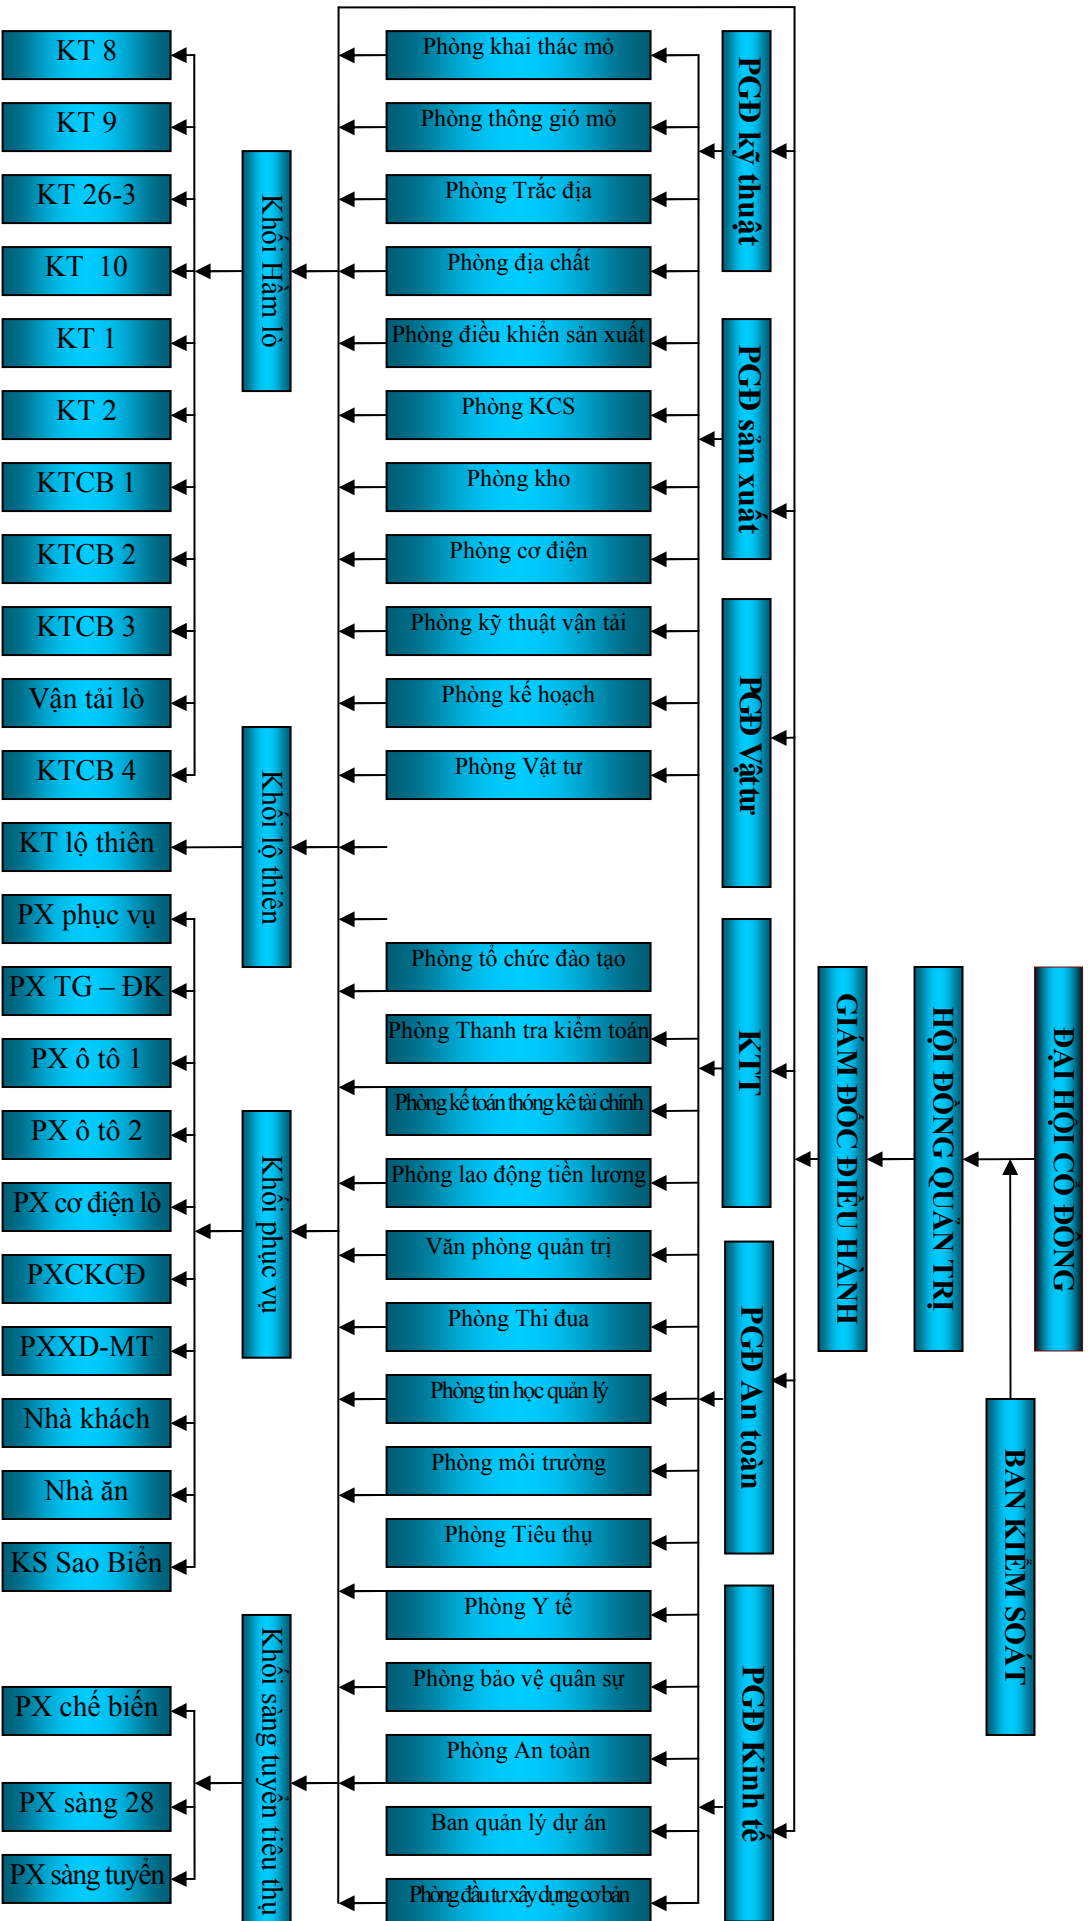 ĐẠI HỘI CỔ ĐÔNG
BAN KIỂM SOÁT
HỘI ĐỒNG QUẢN TRỊ
GIÁM ĐỐC ĐIỀU HÀNH
PGĐ kỹ thuật
PGĐ sản xuất
PGĐ Vật tư
KTT
PGĐ An toàn
PGĐ Kinh tế
Phòng khai thác mỏ
Phòng thông gió mỏ
Phòng Trắc địa
Phòng địa chất
Phòng điều khiển sản xuất
Phòng KCS
Phòng kho
Phòng cơ điện
Phòng kỹ thuật vận tải
Phòng kế hoạch
Phòng Vật tư
Phòng tổ chức đào tạo
Phòng Thanh tra kiểm toán
Phòng kế toán thóng kê tài chính
Phòng lao động tiền lương
Văn phòng quản trị
Phòng Thi đua
Phòng tin học quản lý
Phòng môi trường
Phòng Tiêu thụ
Phòng Y tế
Phòng bảo vệ quân sự
Phòng An toàn
Ban quản lý dự án
Phòng đầu tư xây dựng cơ bản
Khối Hầm lò
Khối lộ thiên
Khối phục vụ
Khối sàng tuyển tiêu thụ
KT 8
KT 9
KT 26-3
KT 10
KT 1
KT 2
KTCB 1
KTCB 2
KTCB 3
Vận tải lò
KTCB 4
KT lộ thiên
PX phục vụ
PX TG – ĐK
PX ô tô 1
PX ô tô 2
PX cơ điện lò
PXCKCĐ
PXXD-MT
Nhà khách
Nhà ăn
KS Sao Biển
PX chế biến
PX sàng 28
PX sàng tuyển